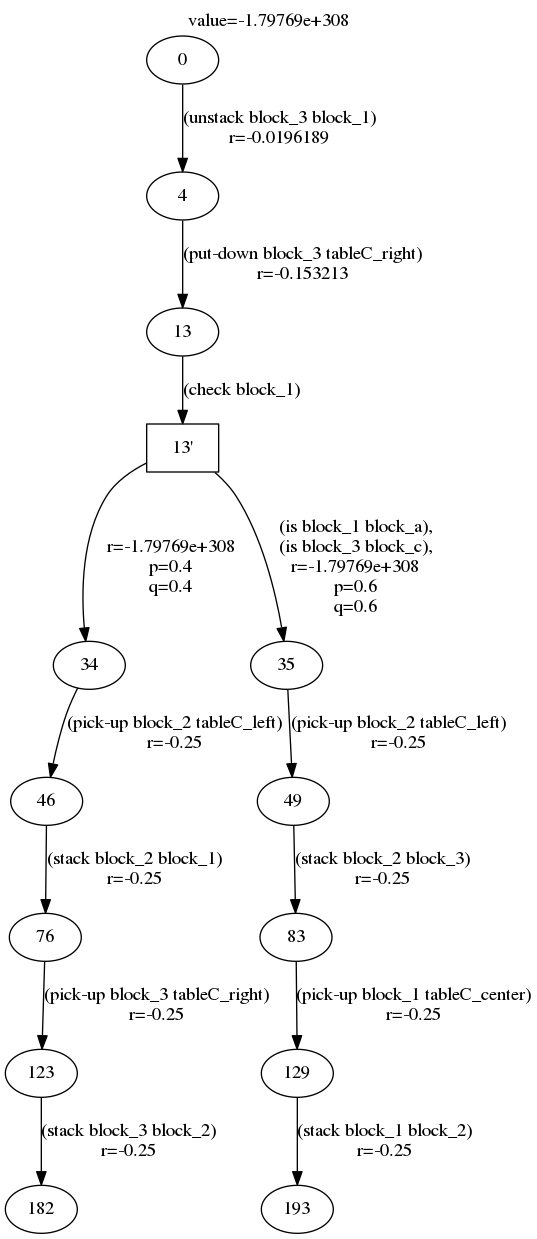 value=-1.79769e+308
0
(unstack block_3 block_1)
r=-0.0196189
4
(put-down block_3 tableC_right)
r=-0.153213
13
(check block_1)
13'
r=-1.79769e+308
p=0.4
q=0.4
(is block_1 block_a),
(is block_3 block_c),
r=-1.79769e+308
p=0.6
q=0.6
34
35
(pick-up block_2 tableC_left)
r=-0.25
(pick-up block_2 tableC_left)
r=-0.25
46
49
(stack block_2 block_1)
r=-0.25
(stack block_2 block_3)
r=-0.25
76
83
(pick-up block_3 tableC_right)
r=-0.25
(pick-up block_1 tableC_center)
r=-0.25
123
129
(stack block_3 block_2)
r=-0.25
(stack block_1 block_2)
r=-0.25
182
193